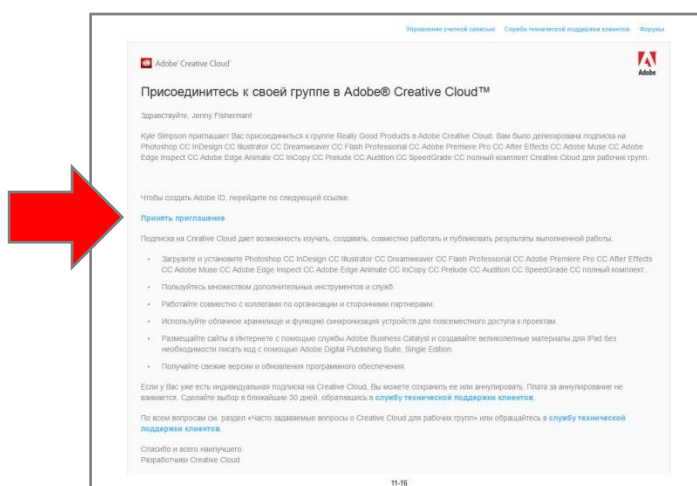 Управление учетной записью Служба технической поддержки клиентов Форумы
Adobe Creative Cloud
Adobe
Присоединитесь к своей группе в Adobe® Creative Cloud™
Здравствуйте, Jenny Fisherman!
Kyle Simpson приглашает Вас присоединиться к группе Really Good Products в Adobe Creative Cloud. Вам было делегирована подписка на
Photoshop CC InDesign CC Illustrator CC Dreamweaver CC Flash Professional CC Adobe Premiere Pro CC After Effects CC Adobe Muse CC Adobe
Edge Inspect CC Adobe Edge Animate CC InCopy CC Prelude CC Audition CC SpeedGrade CC полный комплект Creative Cloud для рабочих групп.
Чтобы создать Adobe ID, перейдите по следующей ссылке:
Принять приглашение
Подписка на Creative Cloud дает возможность изучать, создавать, совместно работать и публиковать результаты выполненной работы.
• Загрузите и установите Photoshop CC InDesign CC Illustrator CC Dreamweaver CC Flash Professional CC Adobe Premiere Pro CC After Effects
CC Adobe Muse CC Adobe Edge Inspect CC Adobe Edge Animate CC InCopy CC Prelude CC Audition CC SpeedGrade CC полный комплект .
• Пользуйтесь множеством дополнительных инструментов и служб.
• Работайте совместно с коллегами по организации и сторонними партнерами.
• Используйте облачное хранилище и функцию синхронизация устройств для повсеместного доступа к проектам.
• Размещайте сайты в Интернете с помощью службы Adobe Business Catalyst и создавайте великолепные материалы для iPad без
необходимости писать код с помощью Adobe Digital Publishing Suite, Single Edition.
• Получайте свежие версии и обновления программного обеспечения.
Если у Вас уже есть индивидуальная подписка на Creative Cloud, Вы можете сохранить ее или аннулировать. Плата за аннулирование не
взимается. Сделайте выбор в ближайшие 30 дней, обратившись в службу технической поддержки клиентов.
По всем вопросам см. раздел «Часто задаваемые вопросы о Creative Cloud для рабочих групп» или обращайтесь в службу технической
поддержки клиентов.
Спасибо и всего наилучшего.
Разработчики Creative Cloud
11-16